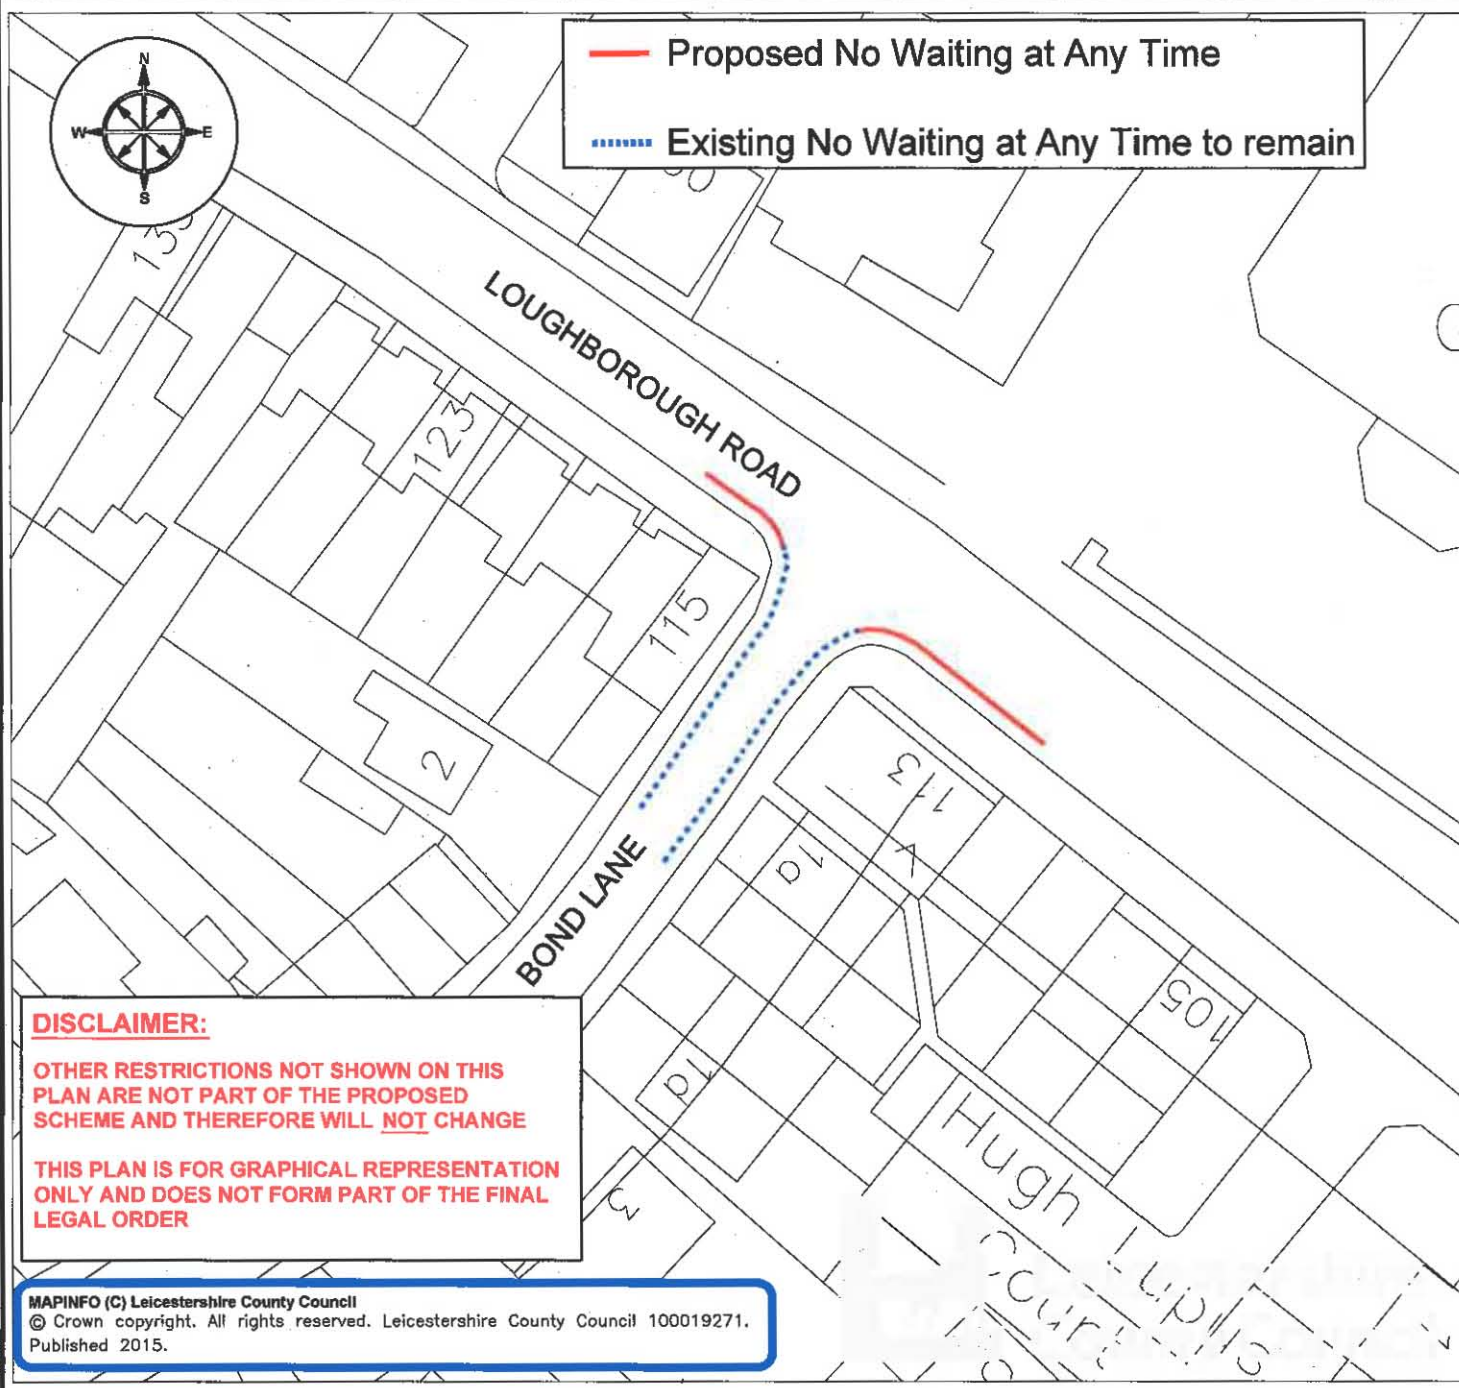 Proposed No Waiting at Any Time
Existing No Waiting at Any Time to remain
N
W E
S
LOUGHBOROUGH ROAD
123
115
2
113
1a
105
BOND LANE
1a
3
Hugh
Court
DISCLAIMER:
OTHER RESTRICTIONS NOT SHOWN ON THIS
PLAN ARE NOT PART OF THE PROPOSED
SCHEME AND THEREFORE WILL NOT CHANGE
THIS PLAN IS FOR GRAPHICAL REPRESENTATION
ONLY AND DOES NOT FORM PART OF THE FINAL
LEGAL ORDER
MAPINFO (C) Leicestershire County Council
© Crown copyright. All rights reserved. Leicestershire County Council 100019271.
Published 2015.